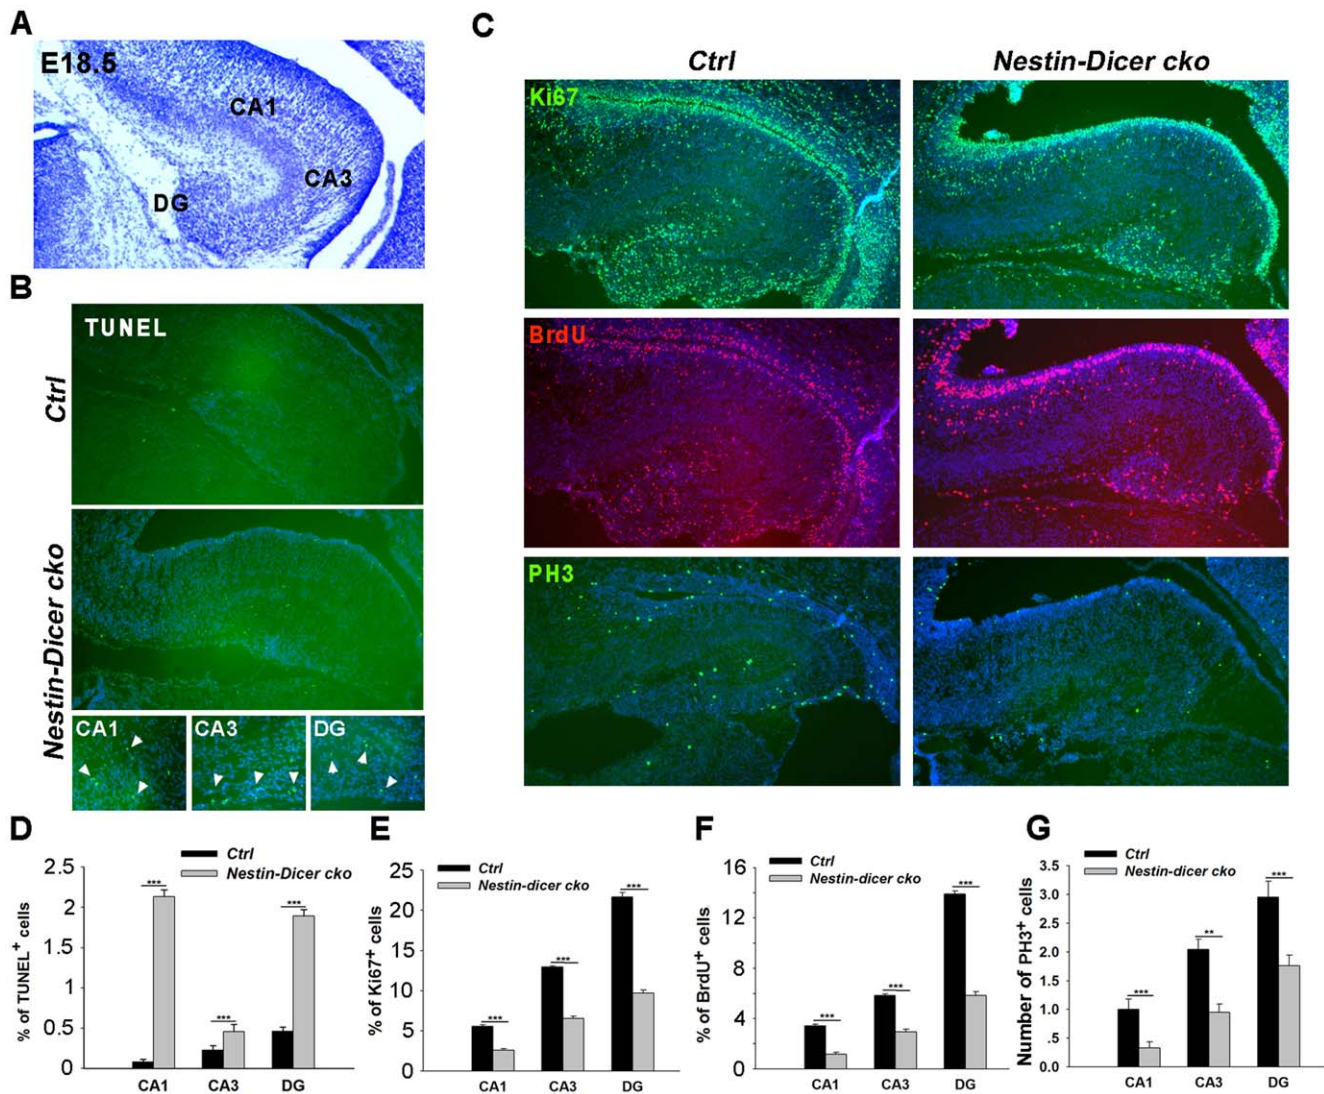 A
E18.5
CA1
CA3
DG
B
Ctrl
TUNEL
Nestin-Dicer cko
CA1
CA3
DG
C
Ctrl
Nestin-Dicer cko
Ki67
BrdU
PH3
D
Ctrl
Nestin-Dicer cko
% of TUNEL+ cells
2.5
2
1.5
1
0.5
0
***
***
***
CA1
CA3
DG
E
Ctrl
Nestin-dicer cko
% of Ki67+ cells
25
20
15
10
5
0
***
***
***
CA1
CA3
DG
F
Ctrl
Nestin-dicer cko
% of BrdU+ cells
16
12
8
4
0
***
***
***
CA1
CA3
DG
G
Ctrl
Nestin-dicer cko
Number of PH3+ cells
3.5
3.0
2.5
2.0
1.5
1.0
.5
.0
***
**
***
CA1
CA3
DG